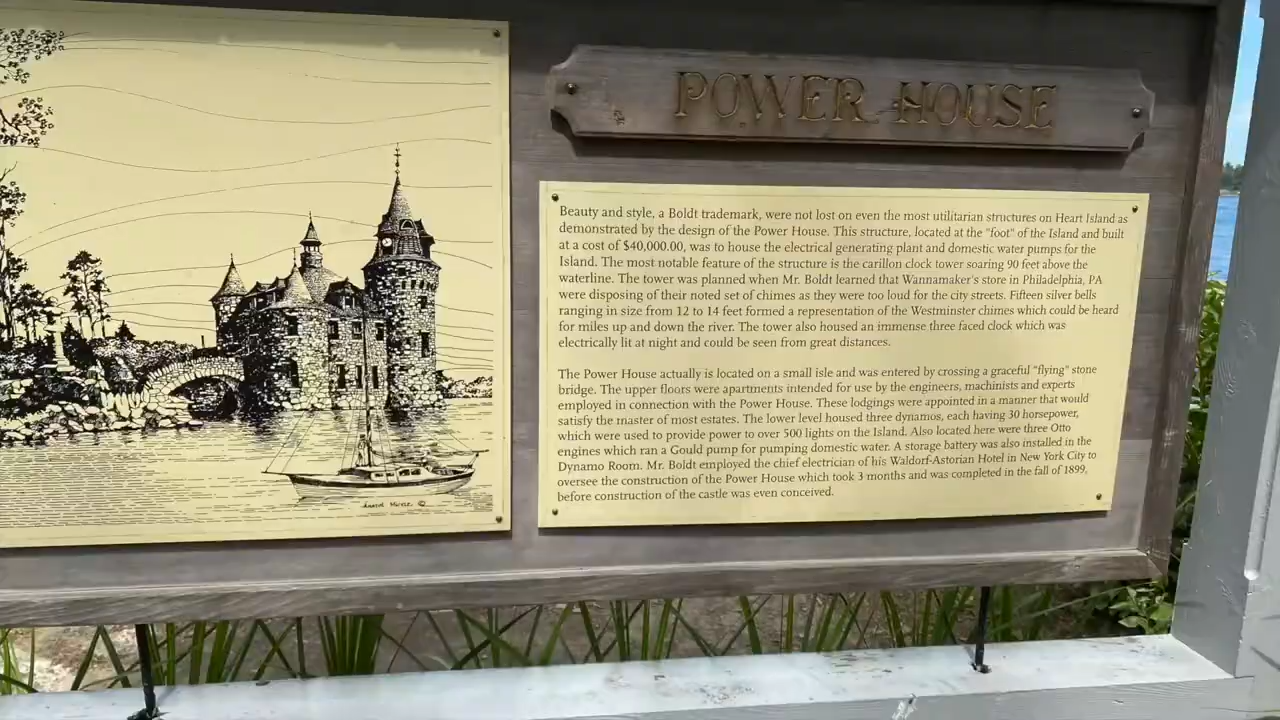 POWER HOUSE
Beauty and style, a Boldt trademark, were not lost on even the most utilitarian structures on Heart Island as
demonstrated by the design of the Power House. This structure, located at the "foot" of the Island and built
at a cost of $40,000.00, was to house the electrical generating plant and domestic water pumps for the
Island. The most notable feature of the structure is the carillon clock tower soaring 90 feet above the
waterline. The tower was planned when Mr. Boldt learned that Wannamaker's store in Philadelphia, PA
were disposing of their noted set of chimes as they were too loud for the city streets. Fifteen silver bells
ranging in size from 12 to 14 feet formed a representation of the Westminster chimes which could be heard
for miles up and down the river. The tower also housed an immense three faced clock which was
electrically lit at night and could be seen from great distances.
The Power House actually is located on a small isle and was entered by crossing a graceful "flying" stone
bridge. The upper floors were apartments intended for use by the engineers, machinists and experts
employed in connection with the Power House. These lodgings were appointed in a manner that would
satisfy the master of most estates. The lower level housed three dynamos, each having 30 horsepower,
which were used to provide power to over 500 lights on the Island. Also located here were three Otto
engines which ran a Gould pump for pumping domestic water. A storage battery was also installed in the
Dynamo Room. Mr. Boldt employed the chief electrician of his Waldorf-Astorian Hotel in New York City to
oversee the construction of the Power House which took 3 months and was completed in the fall of 1899,
before construction of the castle was even conceived.